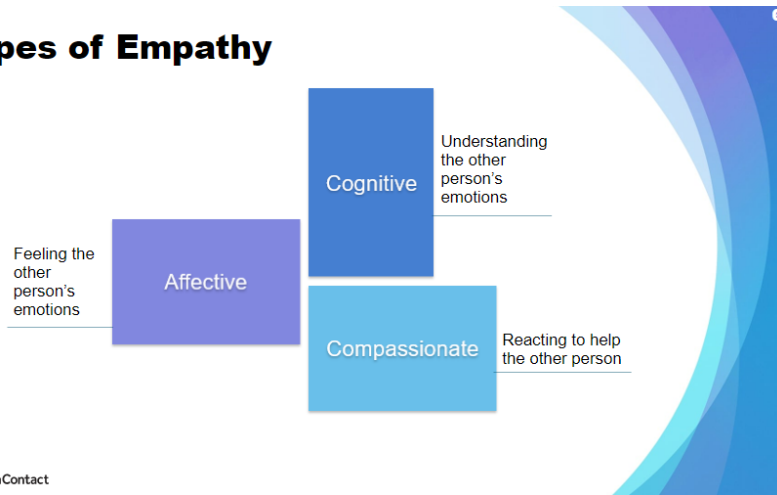 pes of Empathy
Cognitive
Understanding
the other
person's
emotions
Feeling the
other
person's
emotions
Affective
Compassionate
Reacting to help
the other person
Contact